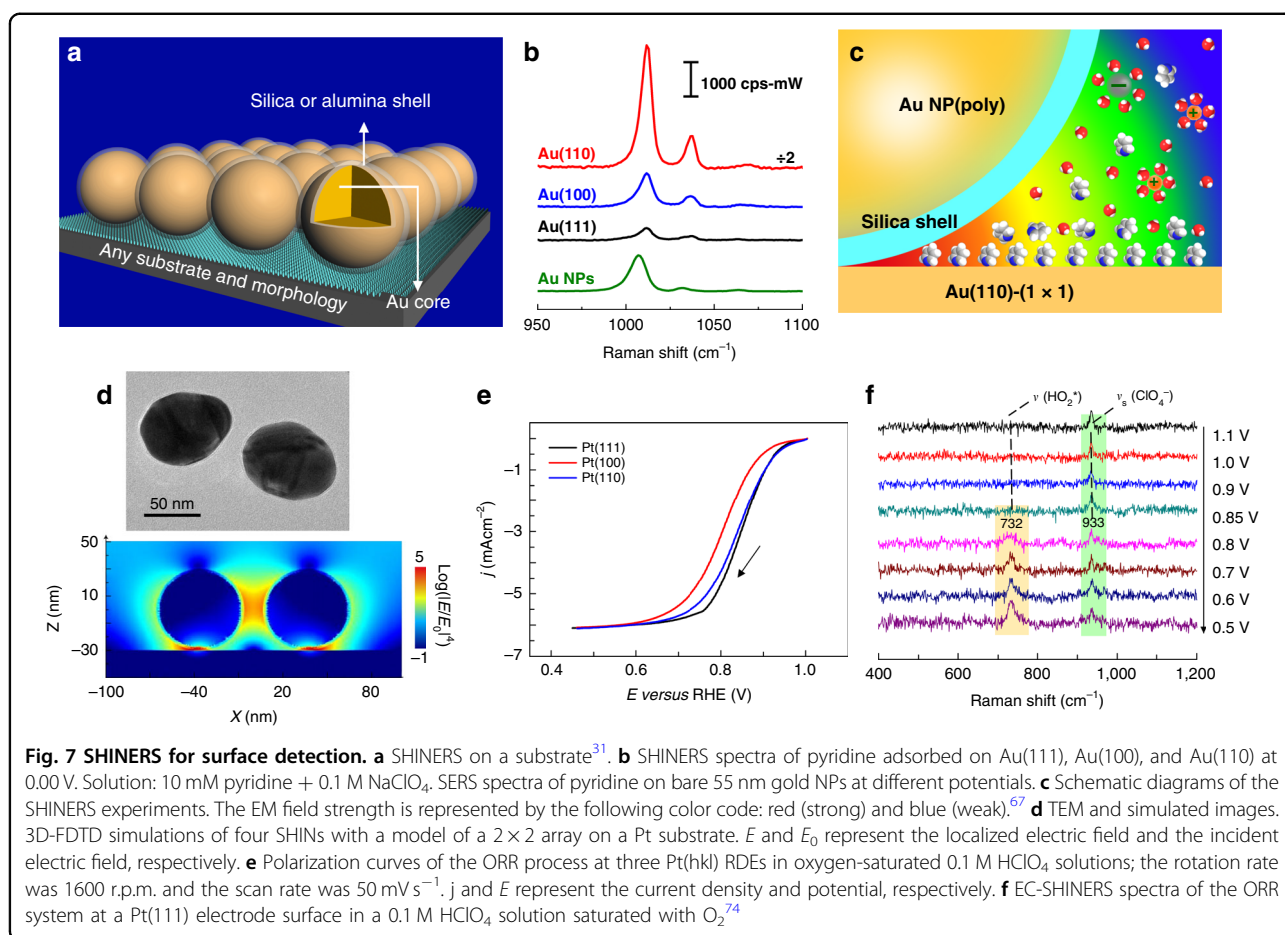 a
Silica or alumina shell
Any substrate and morphology
Au core
b
1000 cps-mW
Au(110)
÷2
Au(100)
Au(111)
Au NPs
950 1000 1050 1100
Raman shift (cm⁻¹)
c
Au NP(poly)
Silica shell
−
+
+
Au(110)-(1 × 1)
d
50 nm
50
10
−30
Z (nm)
−100 −40 20 80
X (nm)
5
−1
Log(|E/E₀|⁴)
e
Pt(111)
Pt(100)
Pt(110)
−1
−3
−5
−7
j (mAcm⁻²)
0.4 0.6 0.8 1.0
E versus RHE (V)
f
ν (HO₂*)
νₛ (ClO₄⁻)
1.1 V
1.0 V
0.9 V
0.85 V
732 933
0.8 V
0.7 V
0.6 V
0.5 V
400 600 800 1,000 1,200
Raman shift (cm⁻¹)
Fig. 7 SHINERS for surface detection. a SHINERS on a substrate³¹. b SHINERS spectra of pyridine adsorbed on Au(111), Au(100), and Au(110) at
0.00 V. Solution: 10 mM pyridine + 0.1 M NaClO₄. SERS spectra of pyridine on bare 55 nm gold NPs at different potentials. c Schematic diagrams of the
SHINERS experiments. The EM field strength is represented by the following color code: red (strong) and blue (weak).⁶⁷ d TEM and simulated images.
3D-FDTD simulations of four SHINs with a model of a 2 × 2 array on a Pt substrate. E and E₀ represent the localized electric field and the incident
electric field, respectively. e Polarization curves of the ORR process at three Pt(hkl) RDEs in oxygen-saturated 0.1 M HClO₄ solutions; the rotation rate
was 1600 r.p.m. and the scan rate was 50 mV s⁻¹. j and E represent the current density and potential, respectively. f EC-SHINERS spectra of the ORR
system at a Pt(111) electrode surface in a 0.1 M HClO₄ solution saturated with O₂⁷⁴